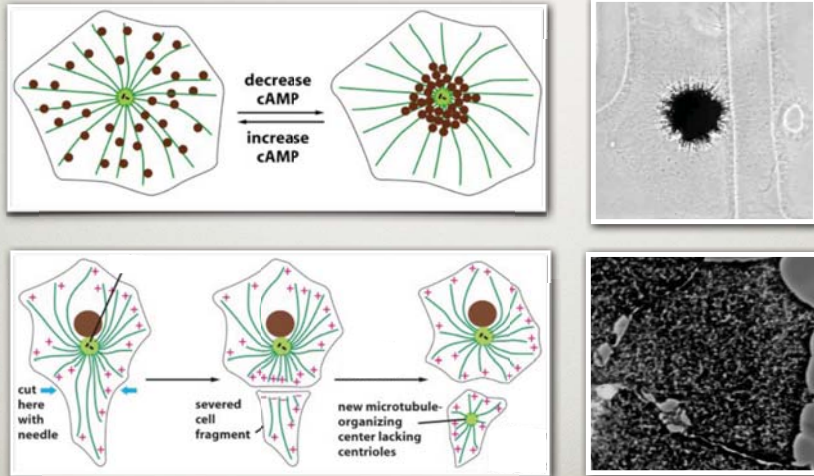 decrease
cAMP
increase
cAMP
cut
here
with
needle
severed
cell
fragment
new microtubule-
organizing
center lacking
centrioles